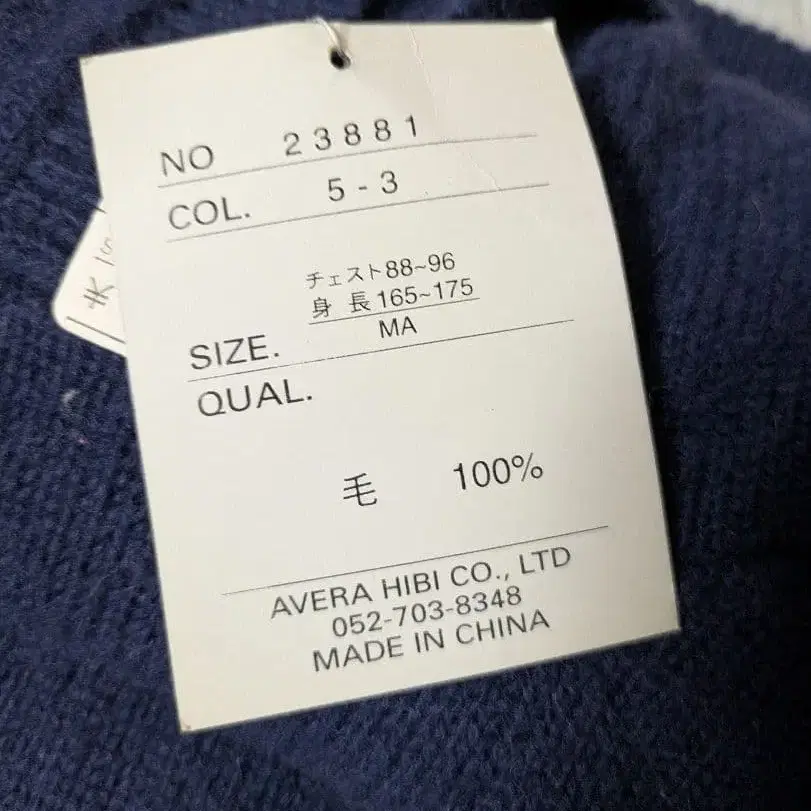 NO 23881
COL. 5-3
チェスト88~96
身 長165~175
SIZE. MA
QUAL.
毛 100%
AVERA HIBI CO., LTD
052-703-8348
MADE IN CHINA